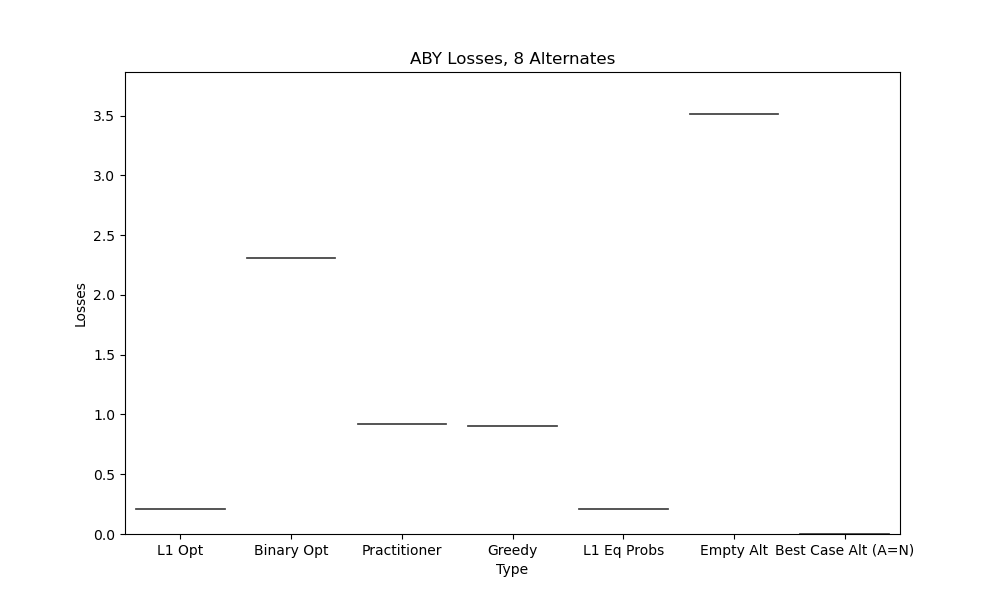 ABY Losses, 8 Alternates
3.5
3.0
2.5
2.0
1.5
1.0
0.5
0.0
Losses
L1 Opt Binary Opt Practitioner Greedy L1 Eq Probs Empty Alt Best Case Alt (A=N)
Type